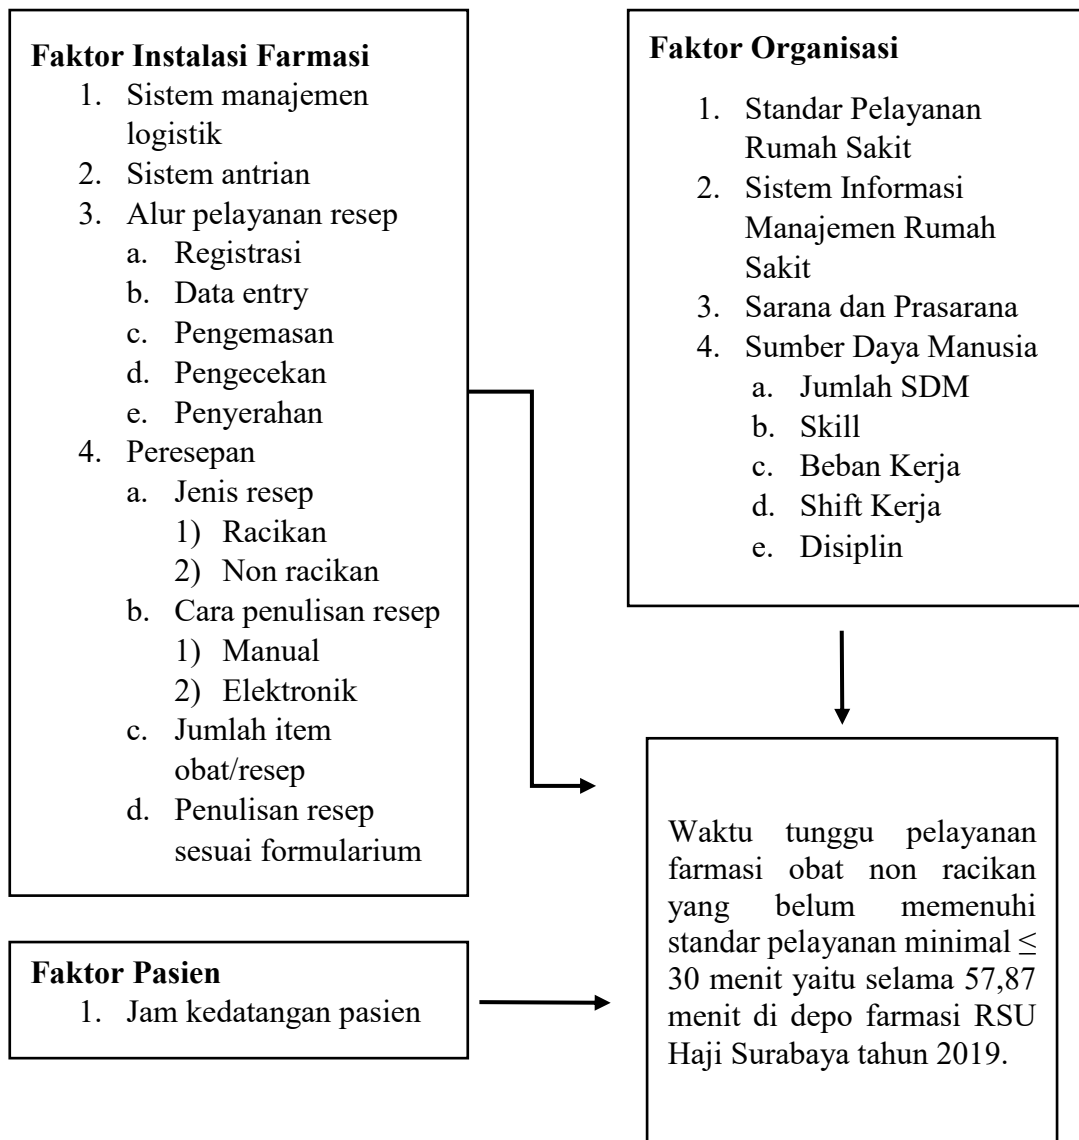 Faktor Instalasi Farmasi
1. Sistem manajemen
logistik
2. Sistem antrian
3. Alur pelayanan resep
a. Registrasi
b. Data entry
c. Pengemasan
d. Pengecekan
e. Penyerahan
4. Peresepan
a. Jenis resep
1) Racikan
2) Non racikan
b. Cara penulisan resep
1) Manual
2) Elektronik
c. Jumlah item
obat/resep
d. Penulisan resep
sesuai formularium
Faktor Organisasi
1. Standar Pelayanan
Rumah Sakit
2. Sistem Informasi
Manajemen Rumah
Sakit
3. Sarana dan Prasarana
4. Sumber Daya Manusia
a. Jumlah SDM
b. Skill
c. Beban Kerja
d. Shift Kerja
e. Disiplin
Faktor Pasien
1. Jam kedatangan pasien
Waktu tunggu pelayanan
farmasi obat non racikan
yang belum memenuhi
standar pelayanan minimal ≤
30 menit yaitu selama 57,87
menit di depo farmasi RSU
Haji Surabaya tahun 2019.